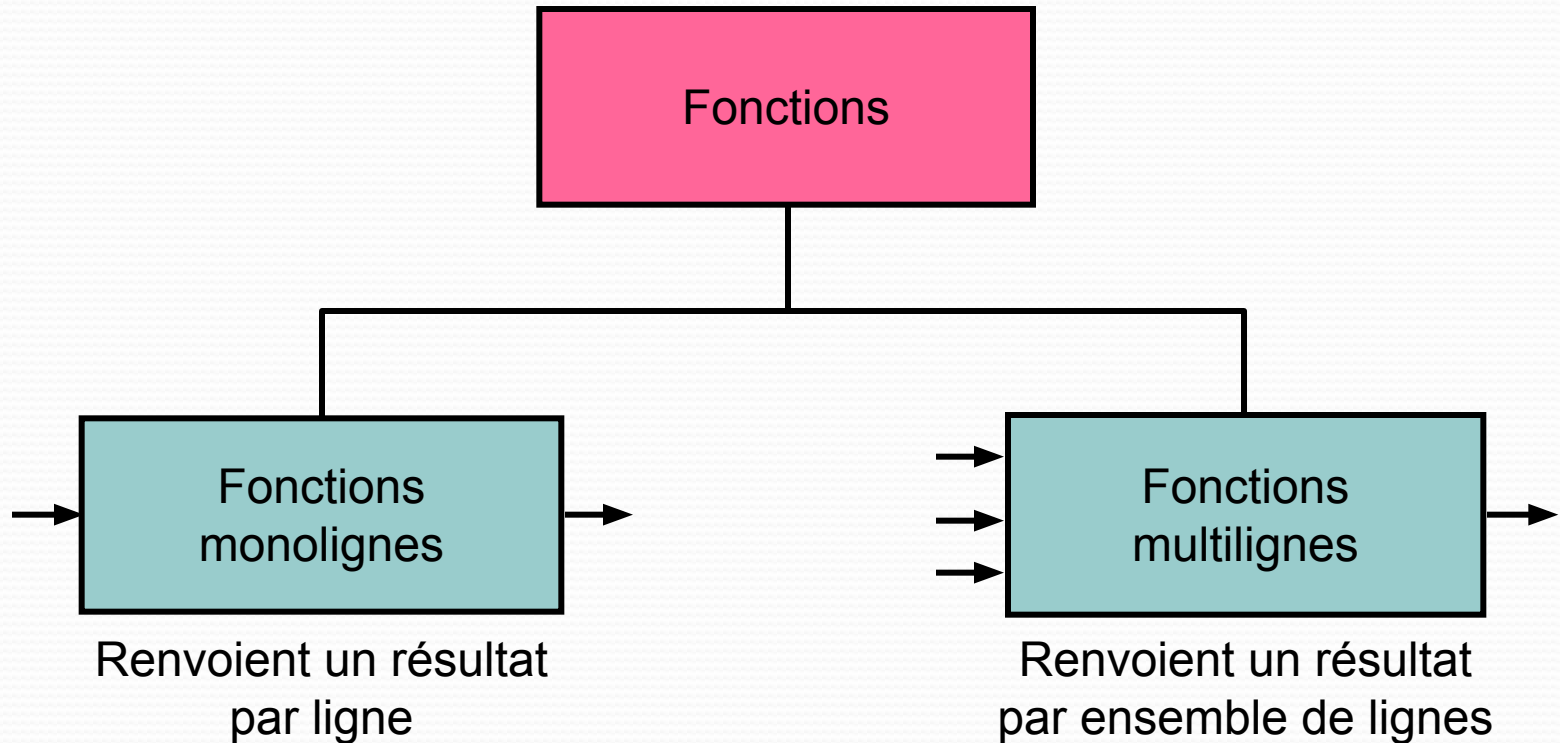 Fonctions
Fonctions
monolignes
Renvoient un résultat
par ligne
Fonctions
multilignes
Renvoient un résultat
par ensemble de lignes